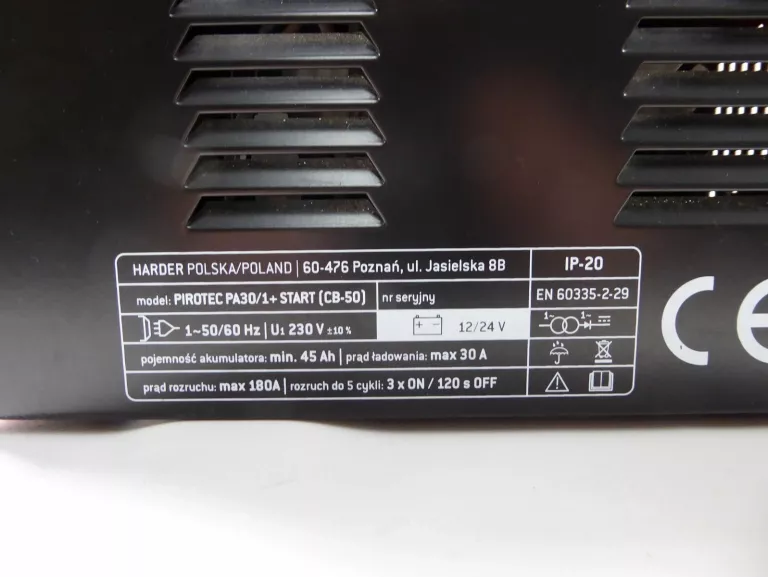 HARDER POLSKA/POLAND | 60-476 Poznań, ul. Jasielska 8B
IP-20
model: PIROTEC PA30/1+ START (CB-50)
nr seryjny
EN 60335-2-29
1~50/60 Hz | U₁ 230 V ±10 %
+ − 12/24 V
1~ 1~
pojemność akumulatora: min. 45 Ah | prąd ładowania: max 30 A
prąd rozruchu: max 180A | rozruch do 5 cykli: 3 x ON / 120 s OFF
CE